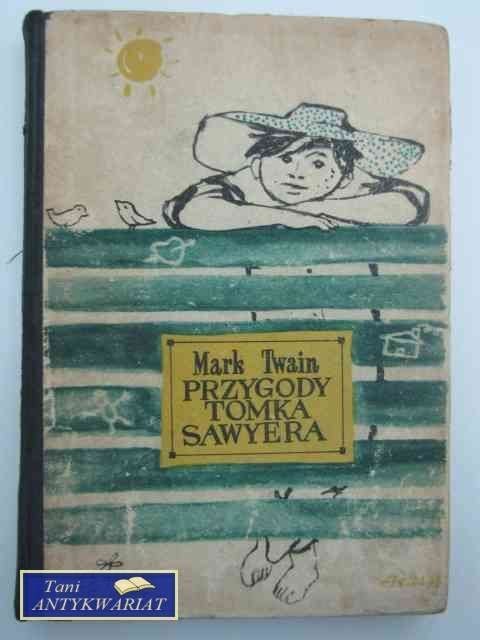 Mark Twain
PRZYGODY
TOMKA
SAWYERA
Tani
ANTYKWARIAT